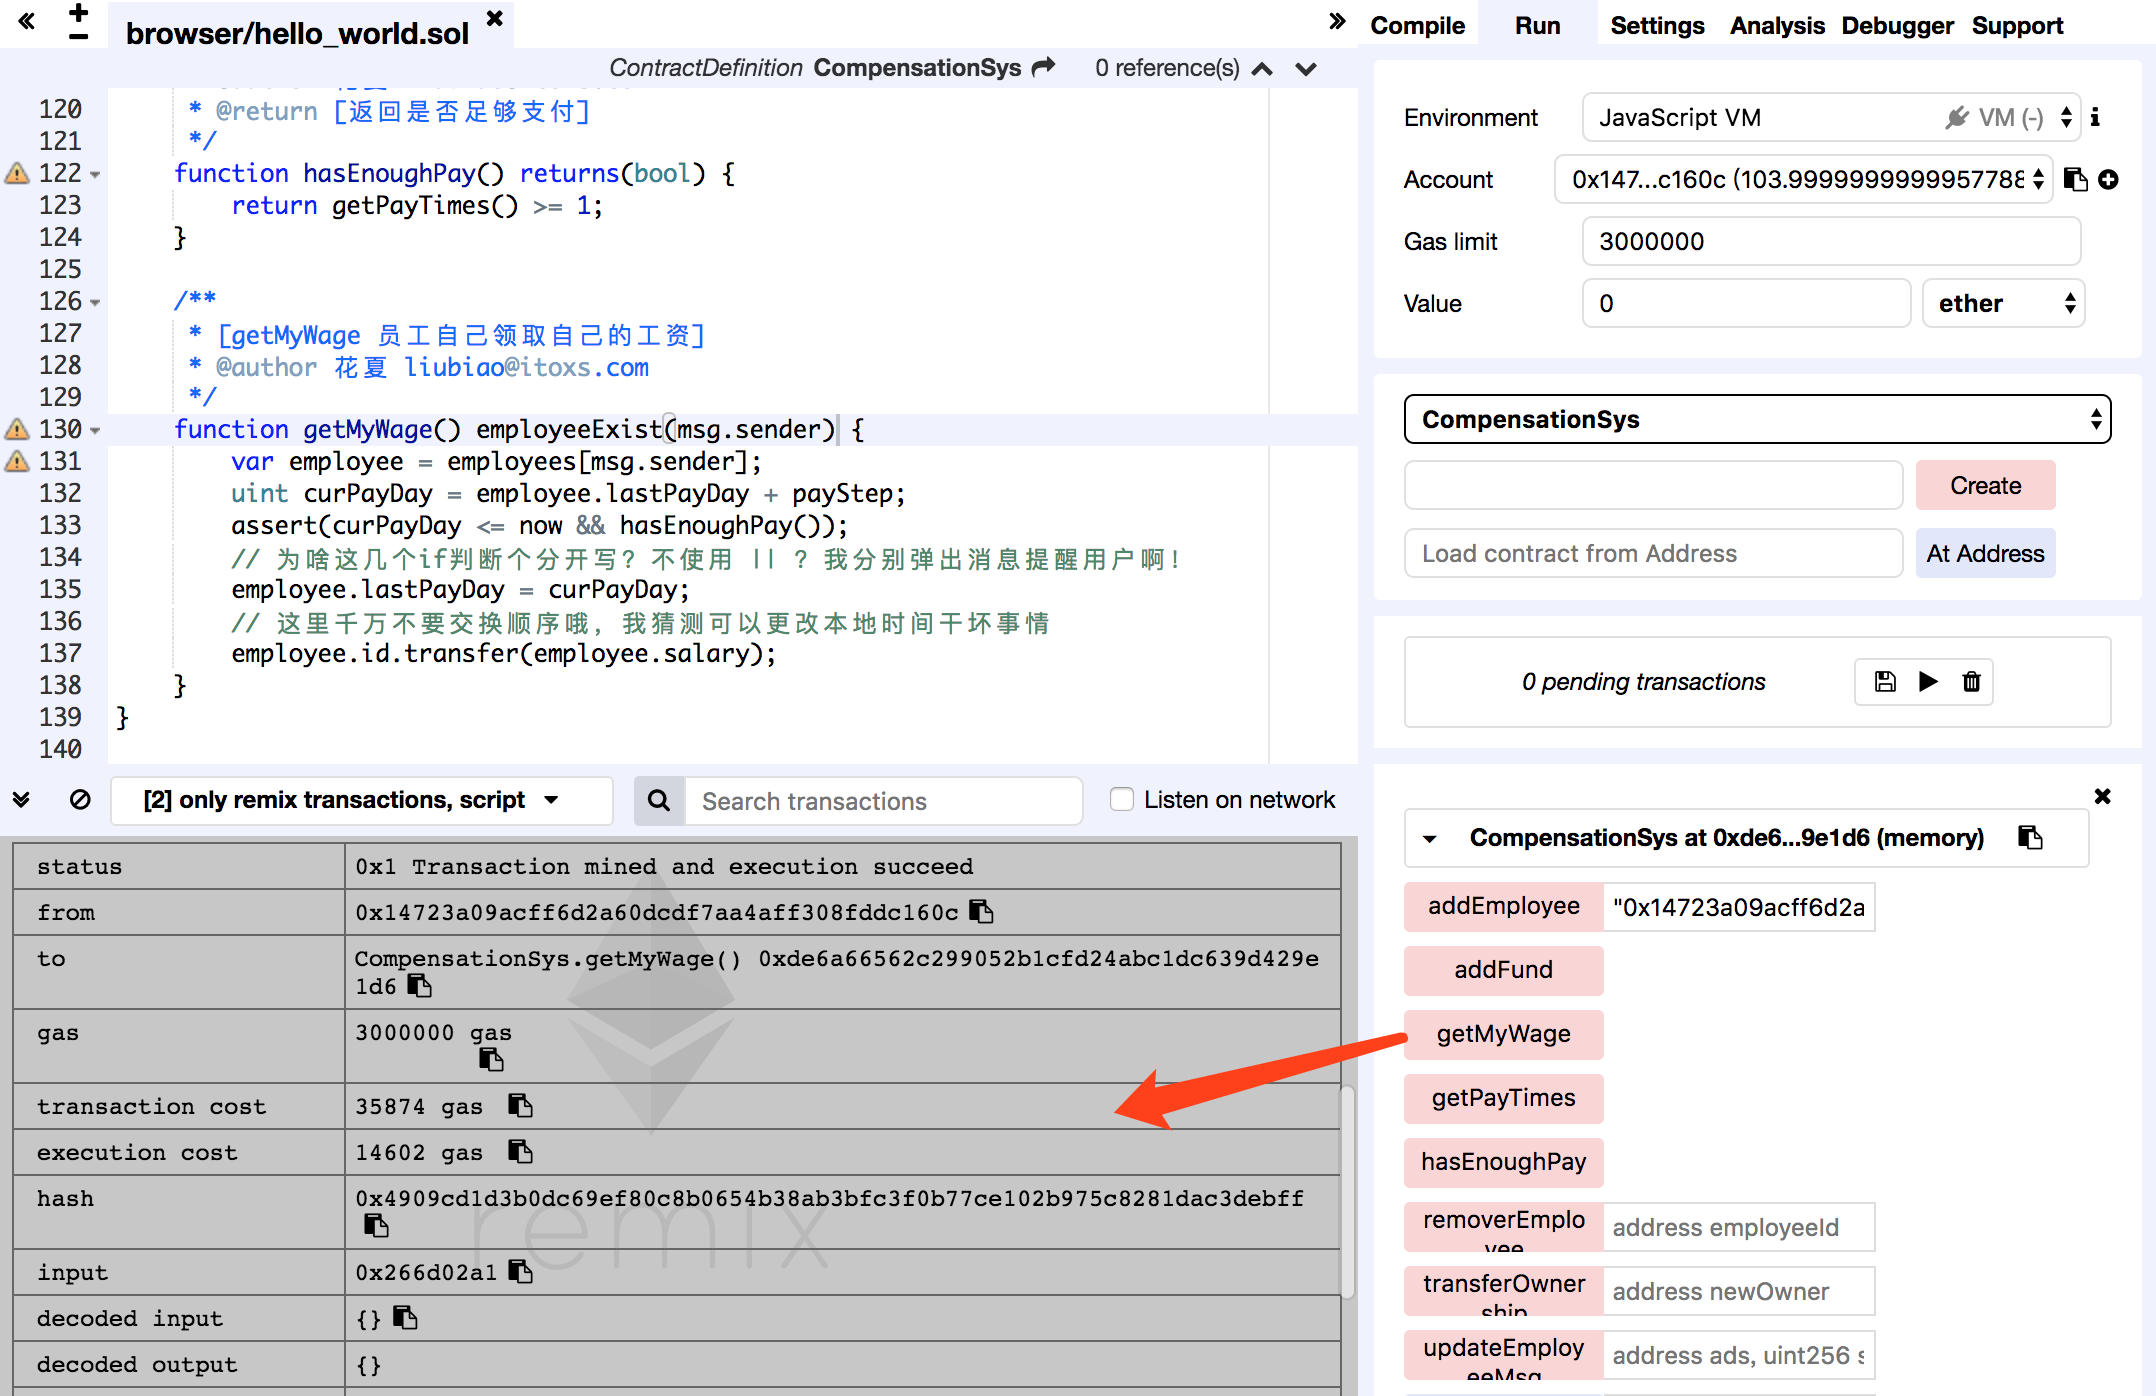 browser/hello_world.sol
Compile Run Settings Analysis Debugger Support
ContractDefinition CompensationSys 0 reference(s)
120 * @return [返回是否足够支付]
121 */
122 function hasEnoughPay() returns(bool) {
123 return getPayTimes() >= 1;
124 }
125
126 /**
127 * [getMyWage 员工自己领取自己的工资]
128 * @author 花夏 liubiao@itoxs.com
129 */
130 function getMyWage() employeeExist(msg.sender) {
131 var employee = employees[msg.sender];
132 uint curPayDay = employee.lastPayDay + payStep;
133 assert(curPayDay <= now && hasEnoughPay());
134 // 为啥这几个if判断个分开写? 不使用 || ? 我分别弹出消息提醒用户啊!
135 employee.lastPayDay = curPayDay;
136 // 这里千万不要交换顺序哦, 我猜测可以更改本地时间干坏事情
137 employee.id.transfer(employee.salary);
138 }
139 }
140
[2] only remix transactions, script
Search transactions
Listen on network
status 0x1 Transaction mined and execution succeed
from 0x14723a09acff6d2a60dcdf7aa4aff308fddc160c
to CompensationSys.getMyWage() 0xde6a66562c299052b1cfd24abc1dc639d429e
1d6
gas 3000000 gas
transaction cost 35874 gas
execution cost 14602 gas
hash 0x4909cd1d3b0dc69ef80c8b0654b38ab3bfc3f0b77ce102b975c8281dac3debff
input 0x266d02a1
decoded input {}
decoded output {}
remix
Environment JavaScript VM VM (-)
Account 0x147...c160c (103.9999999999957788
Gas limit 3000000
Value 0 ether
CompensationSys
Create
Load contract from Address At Address
0 pending transactions
CompensationSys at 0xde6...9e1d6 (memory)
addEmployee "0x14723a09acff6d2a
addFund
getMyWage
getPayTimes
hasEnoughPay
removerEmplo
yee address employeeId
transferOwner
ship address newOwner
updateEmploy
eeMsg address ads, uint256 s